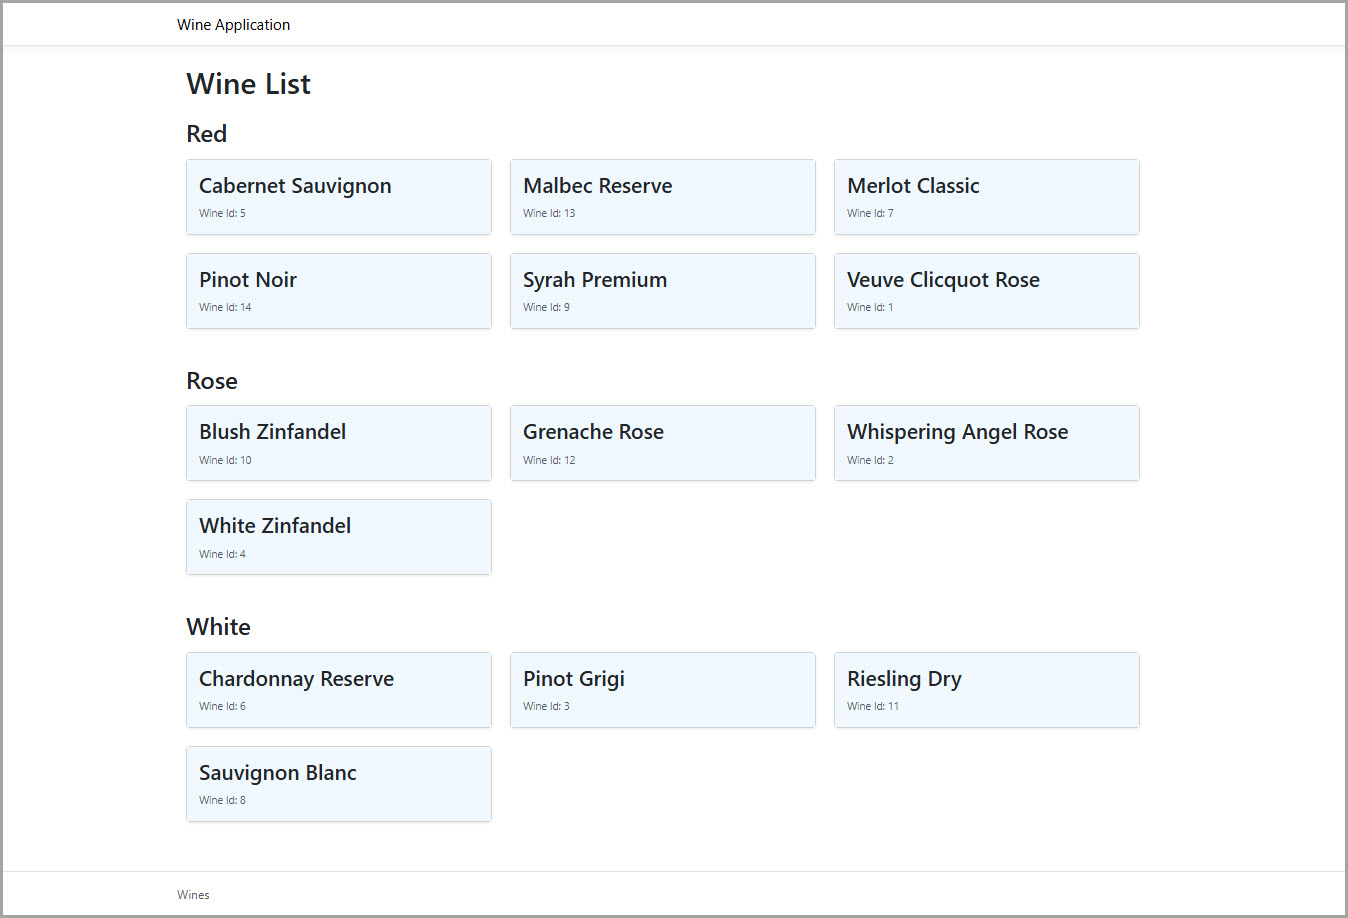 Wine Application
Wine List
Red
Cabernet Sauvignon
Wine Id: 5
Malbec Reserve
Wine Id: 13
Merlot Classic
Wine Id: 7
Pinot Noir
Wine Id: 14
Syrah Premium
Wine Id: 9
Veuve Clicquot Rose
Wine Id: 1
Rose
Blush Zinfandel
Wine Id: 10
Grenache Rose
Wine Id: 12
Whispering Angel Rose
Wine Id: 2
White Zinfandel
Wine Id: 4
White
Chardonnay Reserve
Wine Id: 6
Pinot Grigi
Wine Id: 3
Riesling Dry
Wine Id: 11
Sauvignon Blanc
Wine Id: 8
Wines